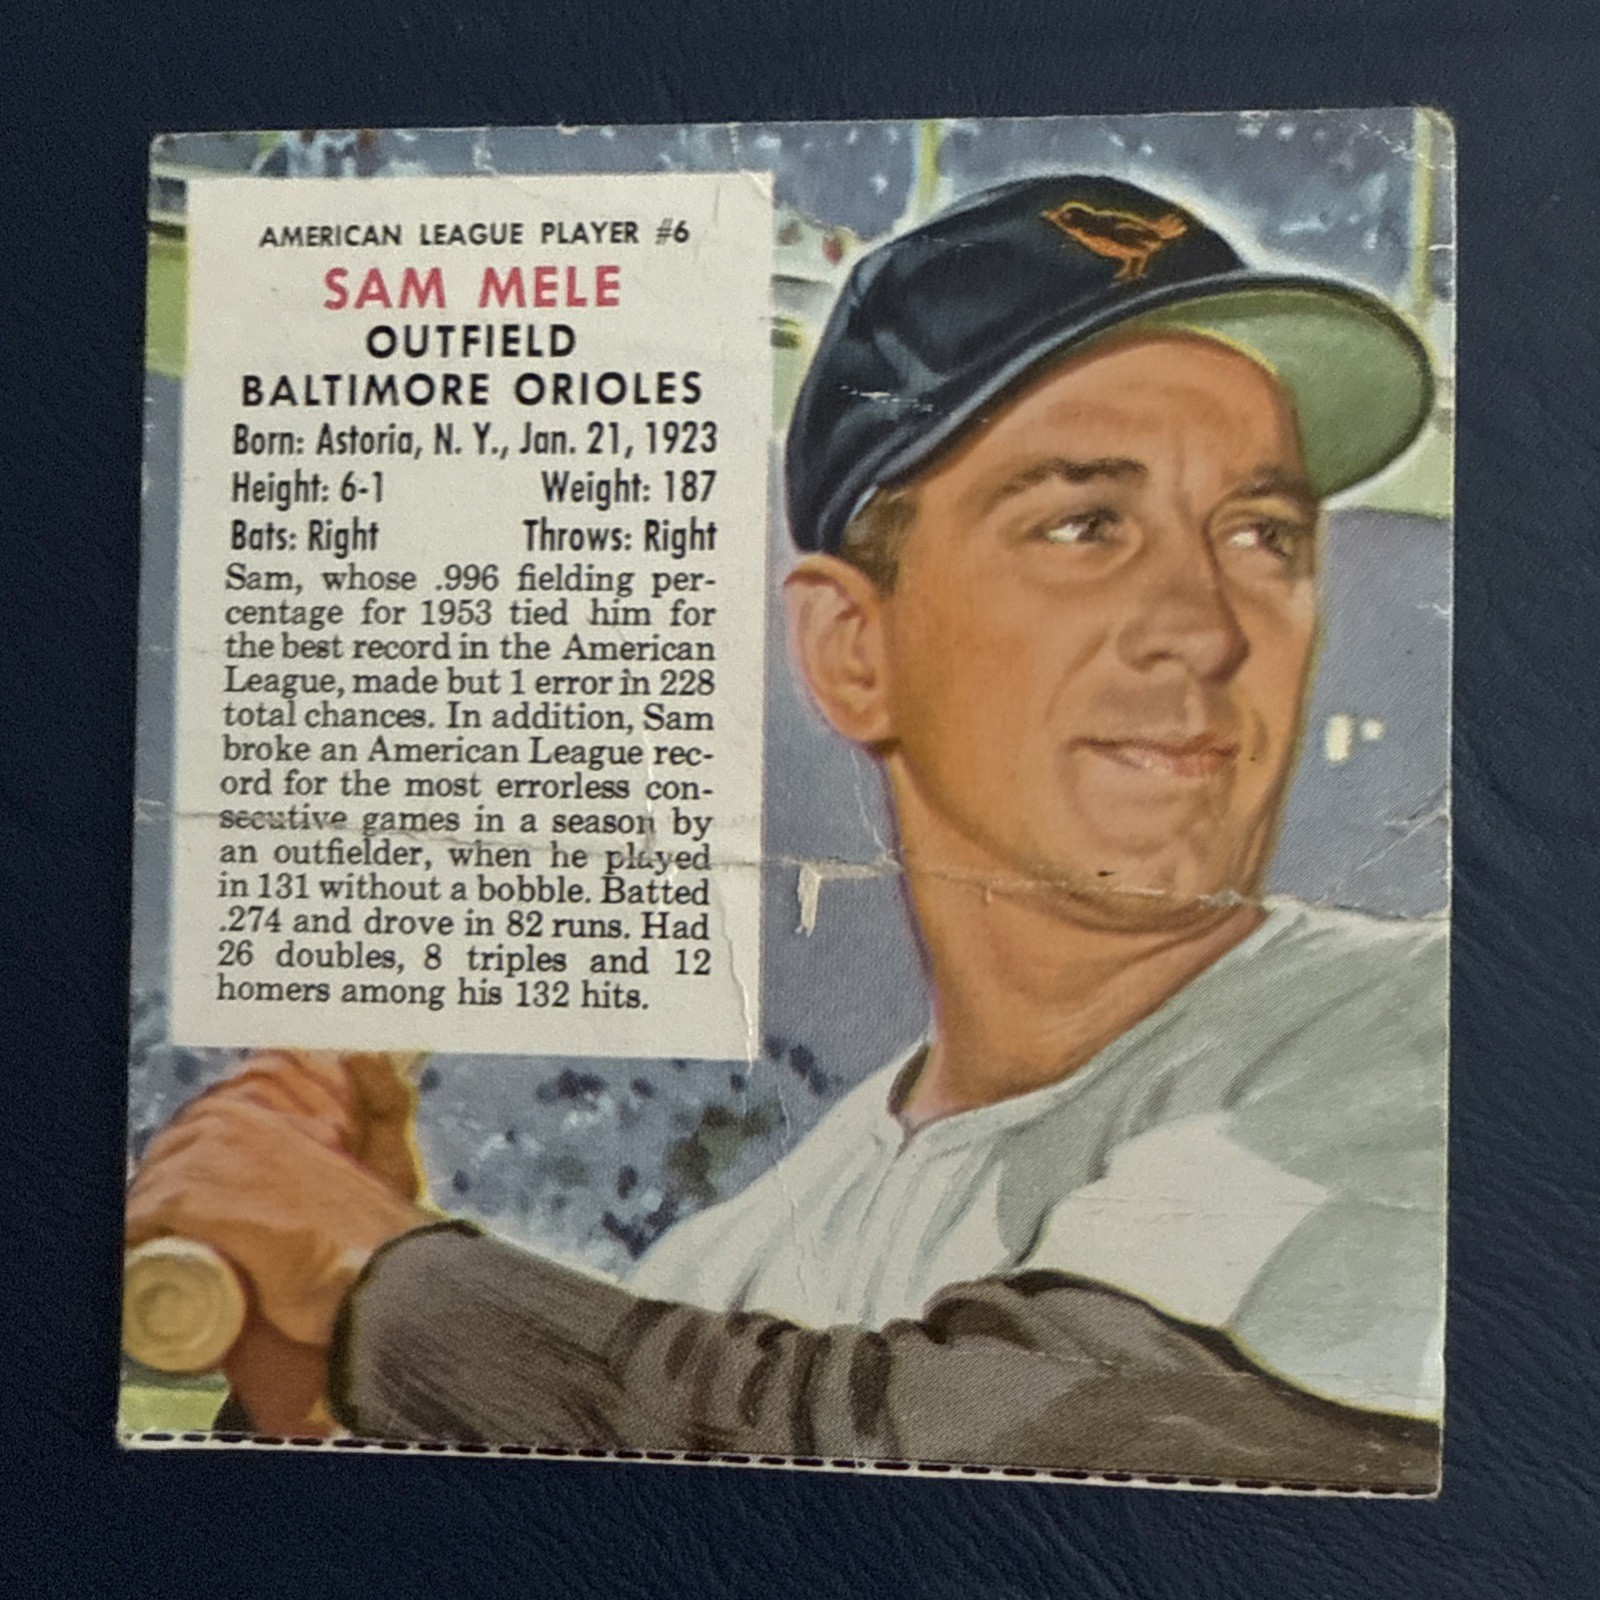 AMERICAN LEAGUE PLAYER #6
SAM MELE
OUTFIELD
BALTIMORE ORIOLES
Born: Astoria, N. Y., Jan. 21, 1923
Height: 6-1 Weight: 187
Bats: Right Throws: Right
Sam, whose .996 fielding per-
centage for 1953 tied him for
the best record in the American
League, made but 1 error in 228
total chances. In addition, Sam
broke an American League rec-
ord for the most errorless con-
secutive games in a season by
an outfielder, when he played
in 131 without a bobble. Batted
.274 and drove in 82 runs. Had
26 doubles, 8 triples and 12
homers among his 132 hits.